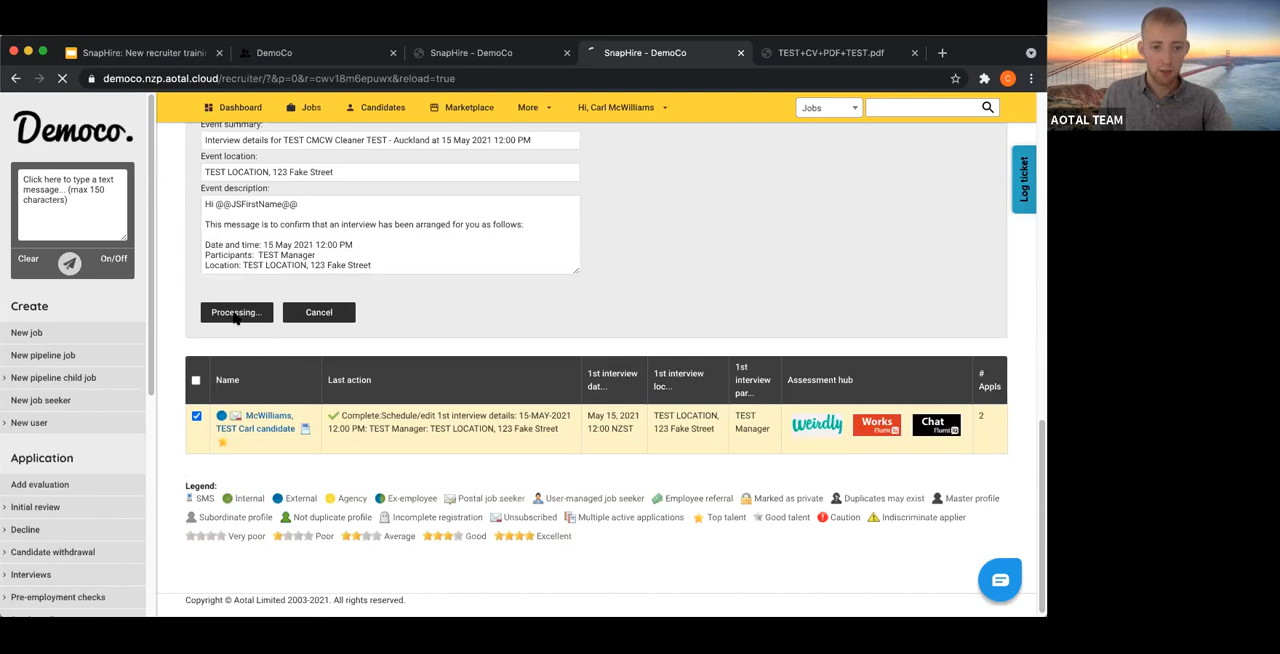 SnapHire: New recruiter traini
DemoCo
SnapHire - DemoCo
SnapHire - DemoCo
TEST+CV+PDF+TEST.pdf
democo.nzp.aotal.cloud/recruiter/?&p=0&r=cwv18m6epuwx&reload=true
C
AOTAL TEAM
Democo.
Dashboard
Jobs
Candidates
Marketplace
More
Hi, Carl McWilliams
Jobs
Log ticket
Click here to type a text
message... (max 150
characters)
Clear
On/Off
Create
New job
New pipeline job
New pipeline child job
New job seeker
New user
Application
Add evaluation
Initial review
Decline
Candidate withdrawal
Interviews
Pre-employment checks
Event summary:
Interview details for TEST CMCW Cleaner TEST - Auckland at 15 May 2021 12:00 PM
Event location:
TEST LOCATION, 123 Fake Street
Event description:
Hi @@JSFirstName@@
This message is to confirm that an interview has been arranged for you as follows:
Date and time: 15 May 2021 12:00 PM
Participants: TEST Manager
Location: TEST LOCATION, 123 Fake Street
Processing...
Cancel
Name
Last action
1st interview
dat...
1st interview
loc...
1st
interview
par...
Assessment hub
#
Appls
McWilliams,
TEST Carl candidate
Complete:Schedule/edit 1st interview details: 15-MAY-2021
12:00 PM: TEST Manager: TEST LOCATION, 123 Fake Street
May 15, 2021
12:00 NZST
TEST LOCATION,
123 Fake Street
TEST
Manager
Weirdly
Works
Fluent
Chat
Fluent
2
Legend:
SMS Internal External Agency Ex-employee Postal job seeker User-managed job seeker Employee referral Marked as private Duplicates may exist Master profile
Subordinate profile Not duplicate profile Incomplete registration Unsubscribed Multiple active applications Top talent Good talent Caution Indiscriminate applier
Very poor Poor Average Good Excellent
Copyright © Aotal Limited 2003-2021. All rights reserved.